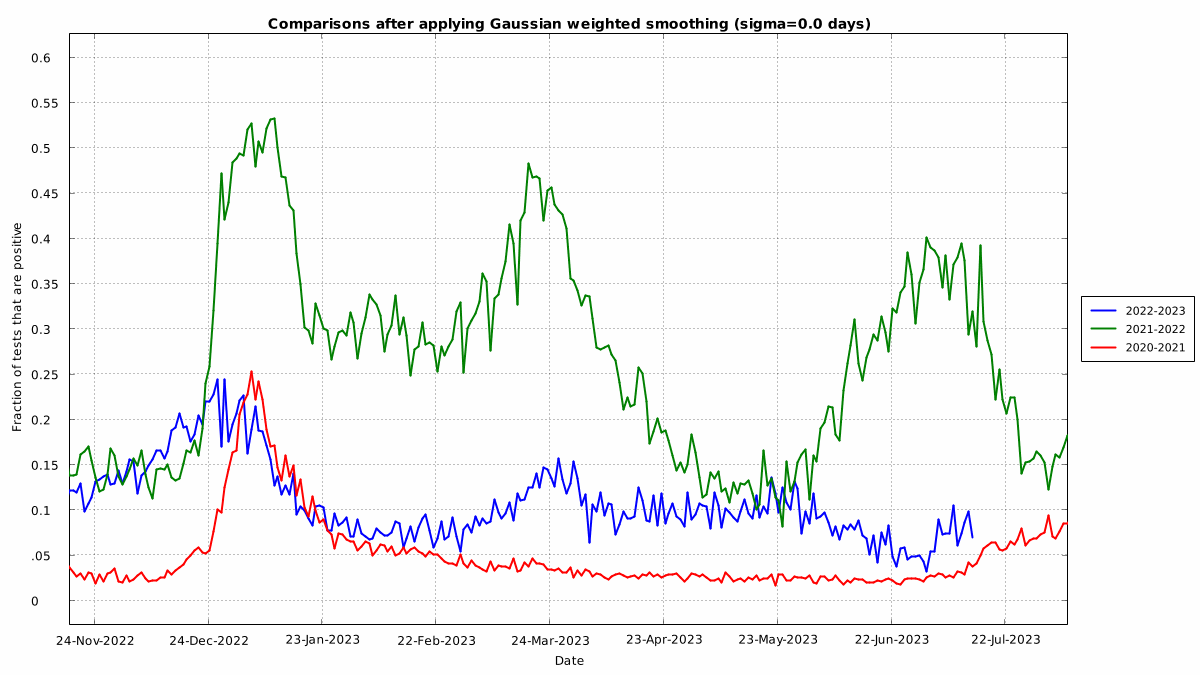 Comparisons after applying Gaussian weighted smoothing (sigma=0.0 days)
0.6
0.55
0.5
0.45
0.4
0.35
0.3
0.25
0.2
0.15
0.1
.05
0
Fraction of tests that are positive
24-Nov-2022
24-Dec-2022
23-Jan-2023
22-Feb-2023
24-Mar-2023
23-Apr-2023
23-May-2023
22-Jun-2023
22-Jul-2023
Date
2022-2023
2021-2022
2020-2021